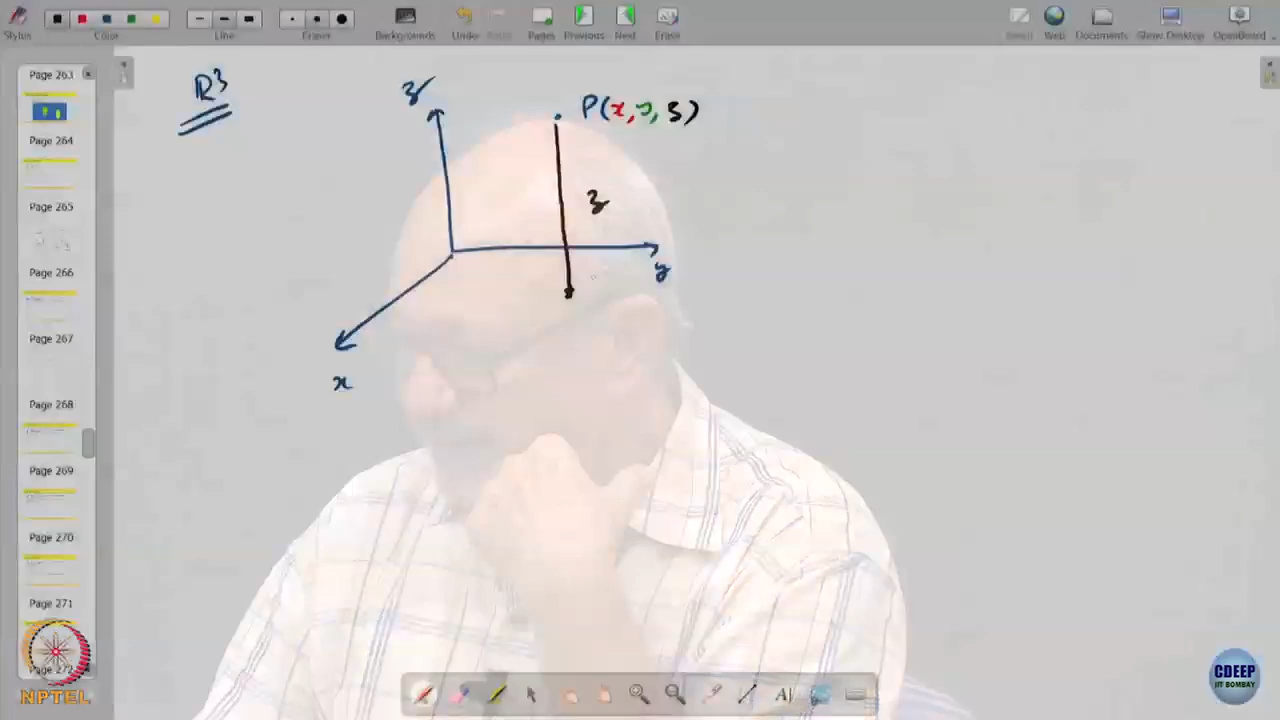 Stylus
Color
Line
Eraser
Backgrounds
Undo
Pages
Previous
Next
Erase
Web
Documents
Show Desktop
OpenBoard
Page 263
Page 264
Page 265
Page 266
Page 267
Page 268
Page 269
Page 270
Page 271
Page 272
ℝ³
z
P(x, y, z)
z
y
x
NPTEL
CDEEP
IIT BOMBAY